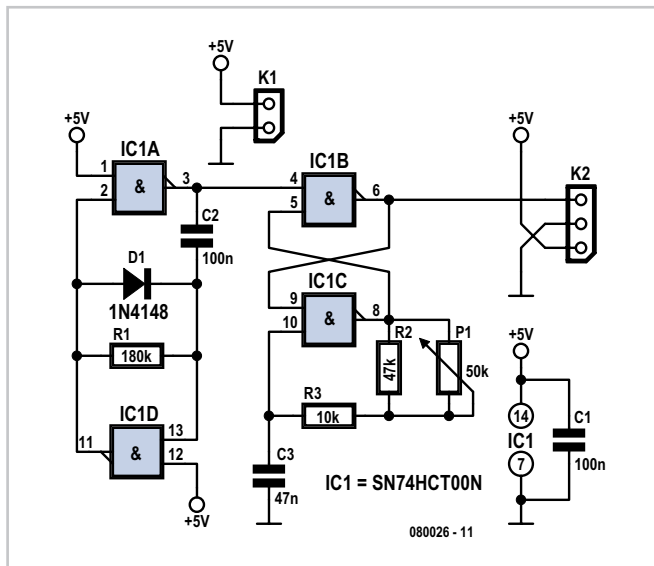 +5V
K1
+5V
IC1A
1
2
3
&
C2
100n
IC1B
4
5
6
&
+5V
K2
D1
1N4148
R1
180k
IC1C
9
10
8
&
R2
47k
P1
50k
R3
10k
IC1D
11
13
12
&
+5V
C3
47n
+5V
14
IC1
7
C1
100n
IC1 = SN74HCT00N
080026 - 11